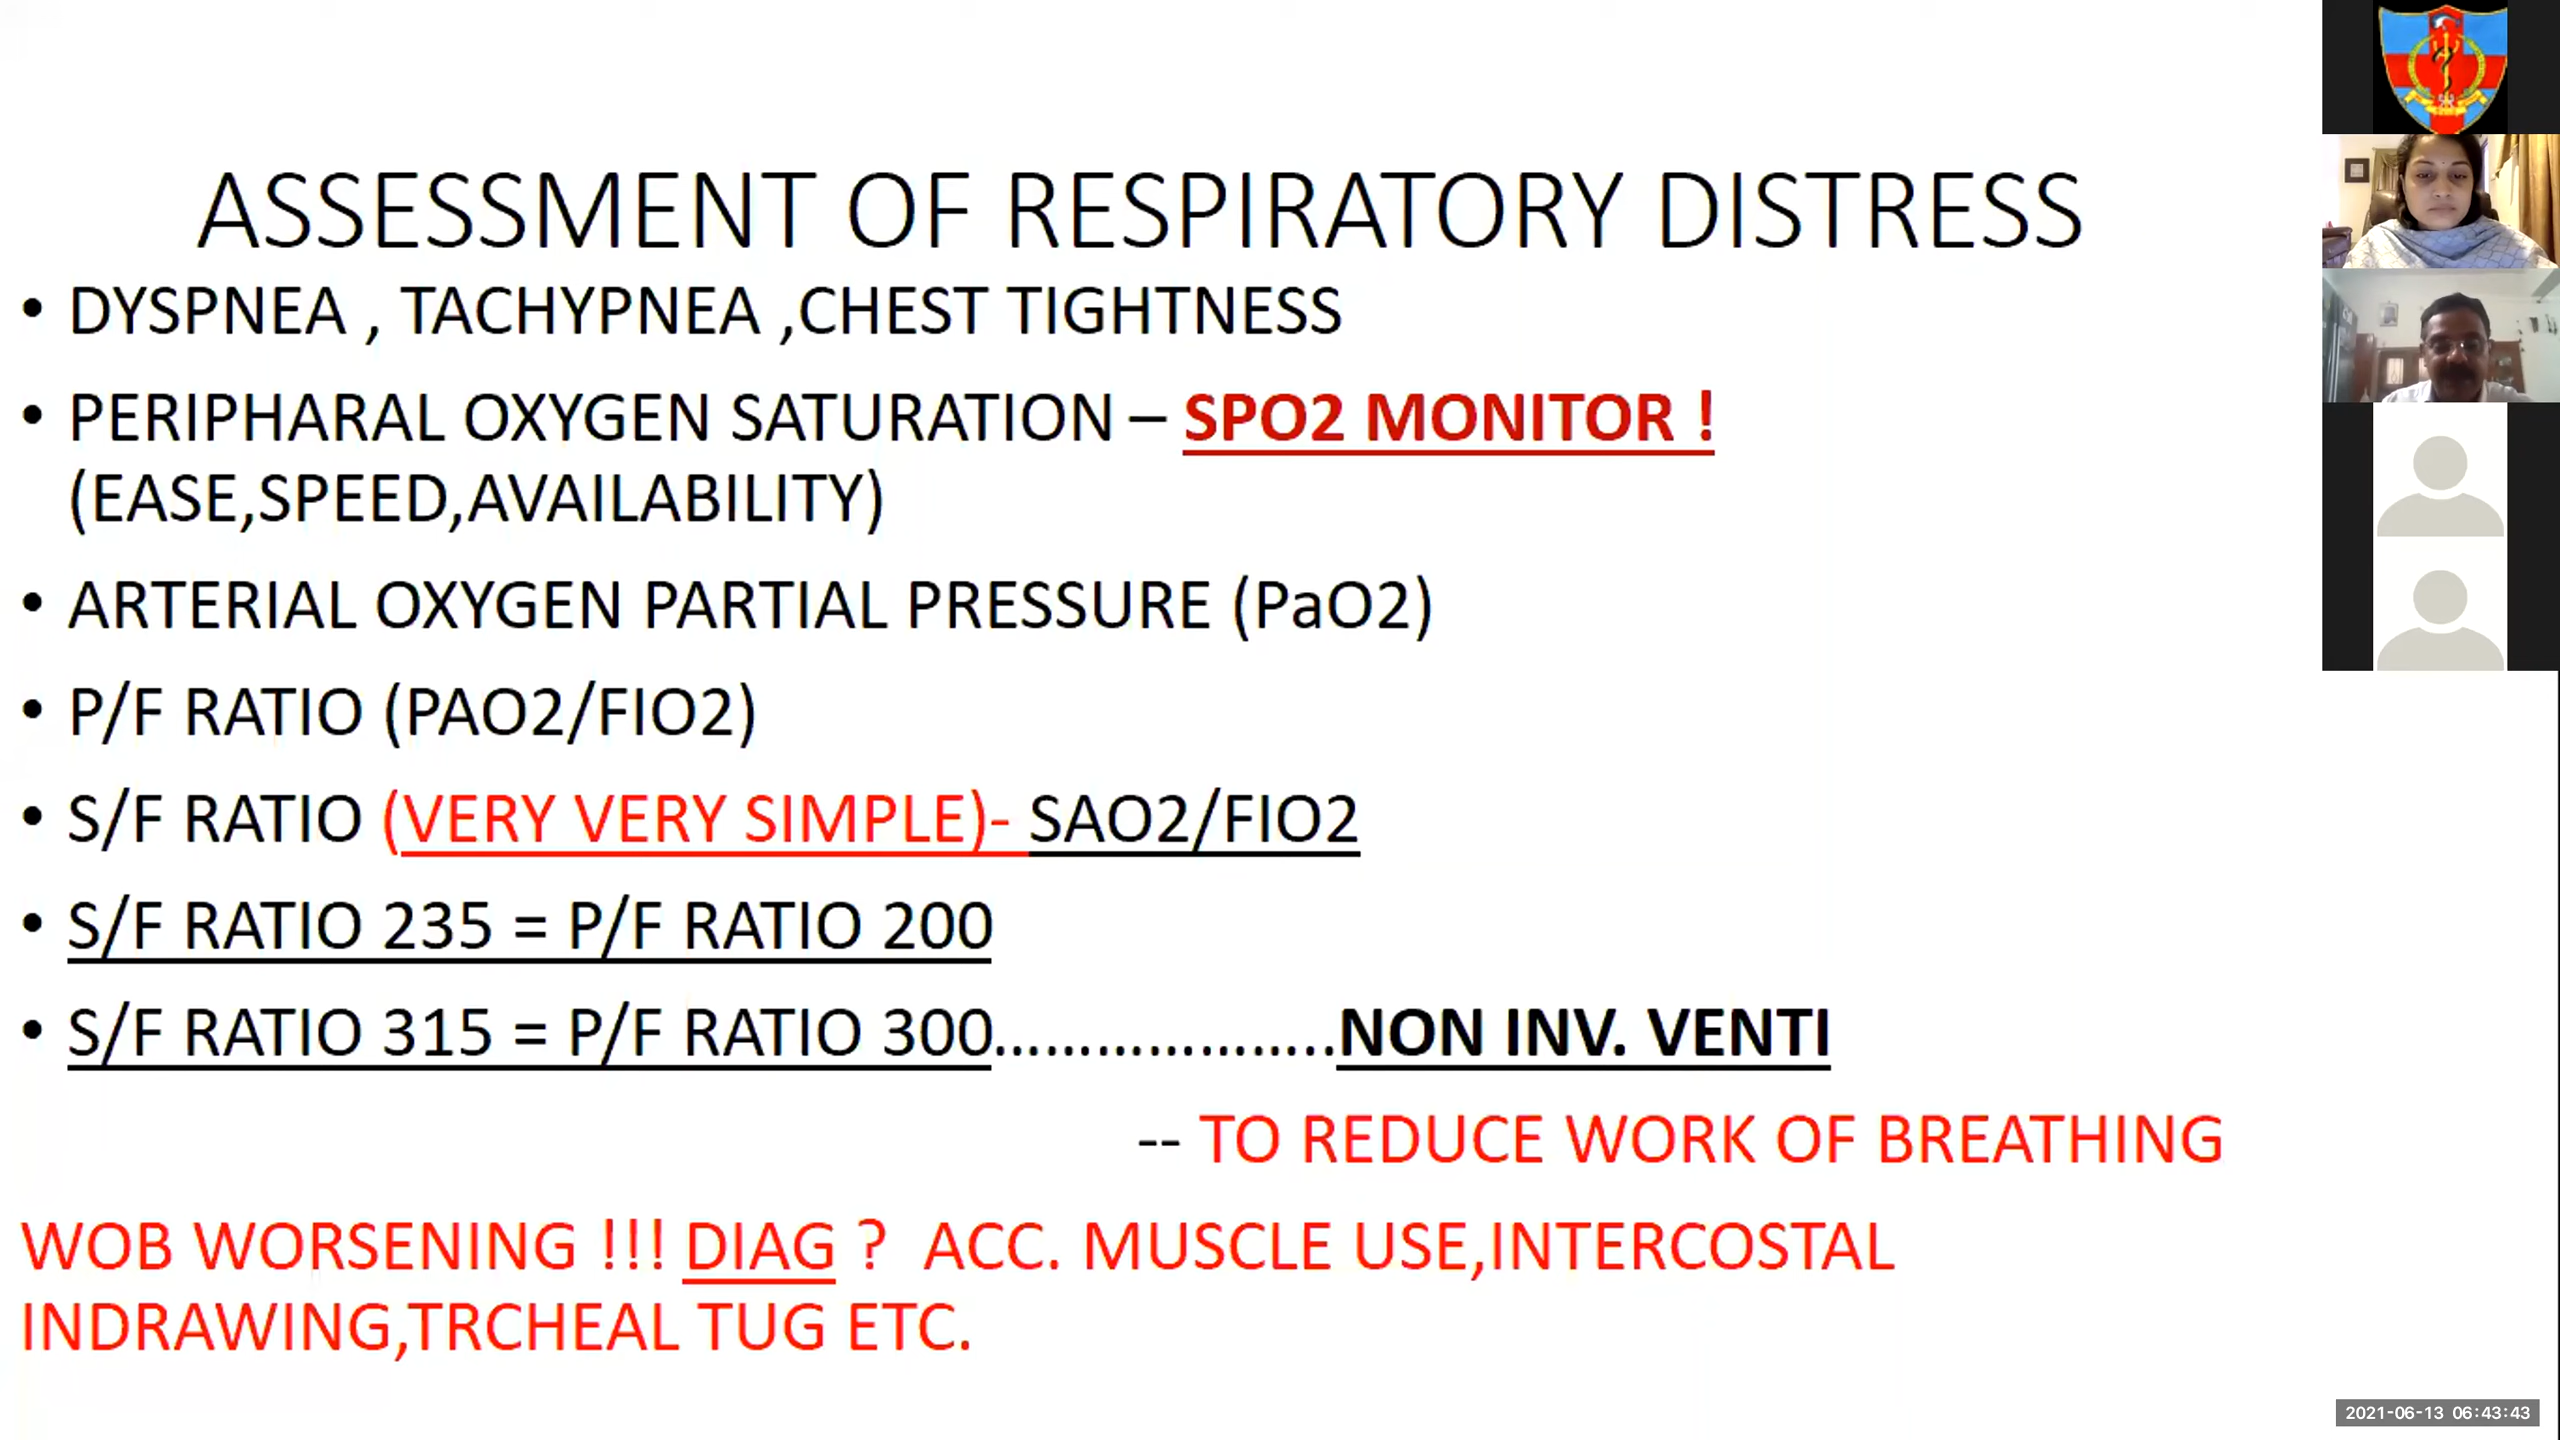 ASSESSMENT OF RESPIRATORY DISTRESS
• DYSPNEA , TACHYPNEA ,CHEST TIGHTNESS
• PERIPHARAL OXYGEN SATURATION – SPO2 MONITOR !
(EASE,SPEED,AVAILABILITY)
• ARTERIAL OXYGEN PARTIAL PRESSURE (PaO2)
• P/F RATIO (PAO2/FIO2)
• S/F RATIO (VERY VERY SIMPLE)- SAO2/FIO2
• S/F RATIO 235 = P/F RATIO 200
• S/F RATIO 315 = P/F RATIO 300....................NON INV. VENTI
-- TO REDUCE WORK OF BREATHING
WOB WORSENING !!! DIAG ? ACC. MUSCLE USE,INTERCOSTAL
INDRAWING,TRCHEAL TUG ETC.
2021-06-13 06:43:43